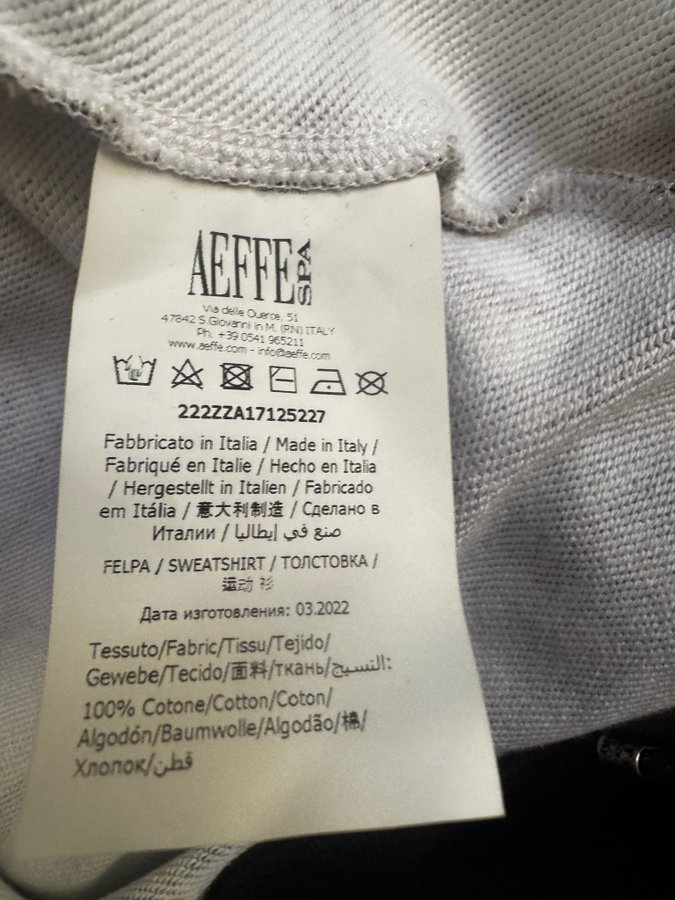 AEFFE SPA
Via delle Querce, 51
47842 S.Giovanni in M. (RN) ITALY
Ph. +39 0541 965211
www.aeffe.com - info@aeffe.com
222ZZA17125227
Fabbricato in Italia / Made in Italy /
Fabriqué en Italie / Hecho en Italia
/ Hergestellt in Italien / Fabricado
em Itália / 意大利制造 / Сделано в
Италии / صنع في إيطاليا
FELPA / SWEATSHIRT / ТОЛСТОВКА /
运动 衫
Дата изготовления: 03.2022
Tessuto/Fabric/Tissu/Tejido/
Gewebe/Tecido/面料/ткань/النسيج:
100% Cotone/Cotton/Coton/
Algodón/Baumwolle/Algodão/棉/
Хлопок/قطن